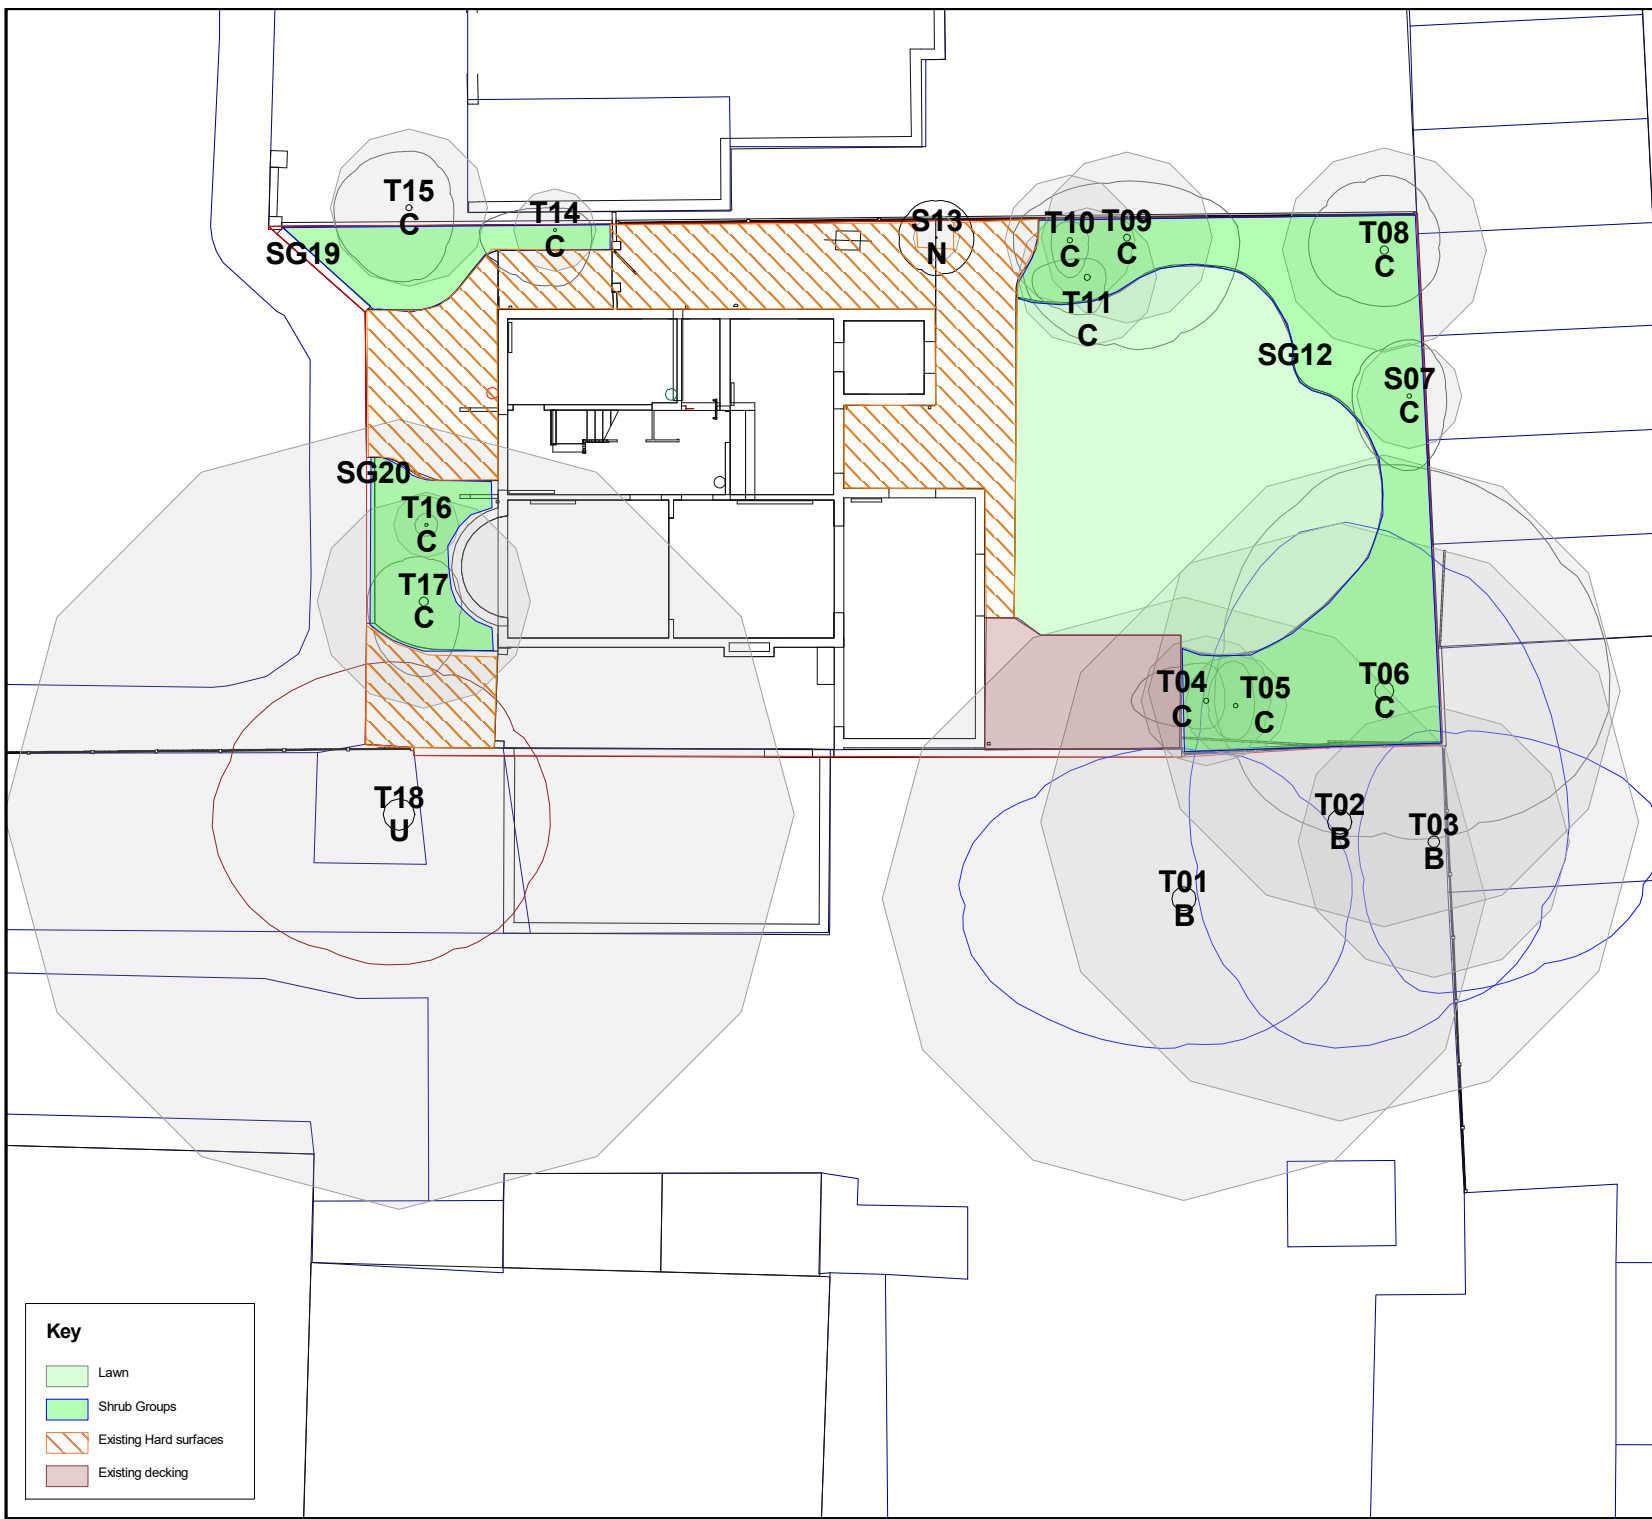 T15
C
T14
C
SG19
S13
N
T10
C
T09
C
T11
C
T08
C
SG12
S07
C
SG20
T16
C
T17
C
T04
C
T05
C
T06
C
T18
U
T02
B
T03
B
T01
B
Key
Lawn
Shrub Groups
Existing Hard surfaces
Existing decking